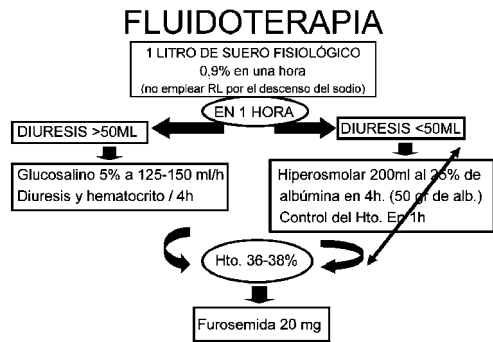 FLUIDOTERAPIA
1 LITRO DE SUERO FISIOLÓGICO
0,9% en una hora
(no emplear RL por el descenso del sodio)
EN 1 HORA
DIURESIS >50ML
DIURESIS <50ML
Glucosalino 5% a 125-150 ml/h
Diuresis y hematocrito / 4h
Hiperosmolar 200ml al 25% de
albúmina en 4h. (50 gr de alb.)
Control del Hto. En 1h
Hto. 36-38%
Furosemida 20 mg